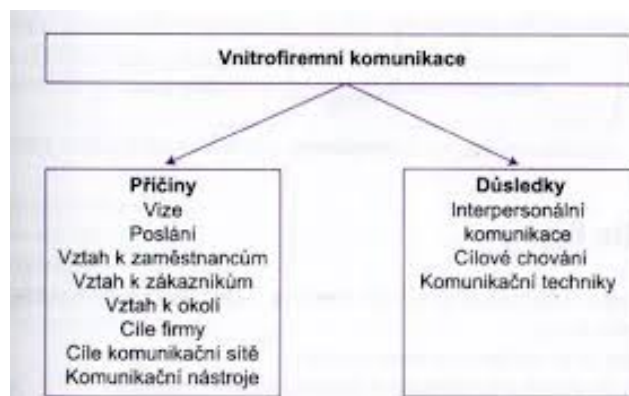 Vnitrofiremní komunikace
Příčiny
Vize
Poslání
Vztah k zaměstnancům
Vztah k zákazníkům
Vztah k okolí
Cíle firmy
Cíle komunikační sítě
Komunikační nástroje
Důsledky
Interpersonální
komunikace
Cílové chování
Komunikační techniky